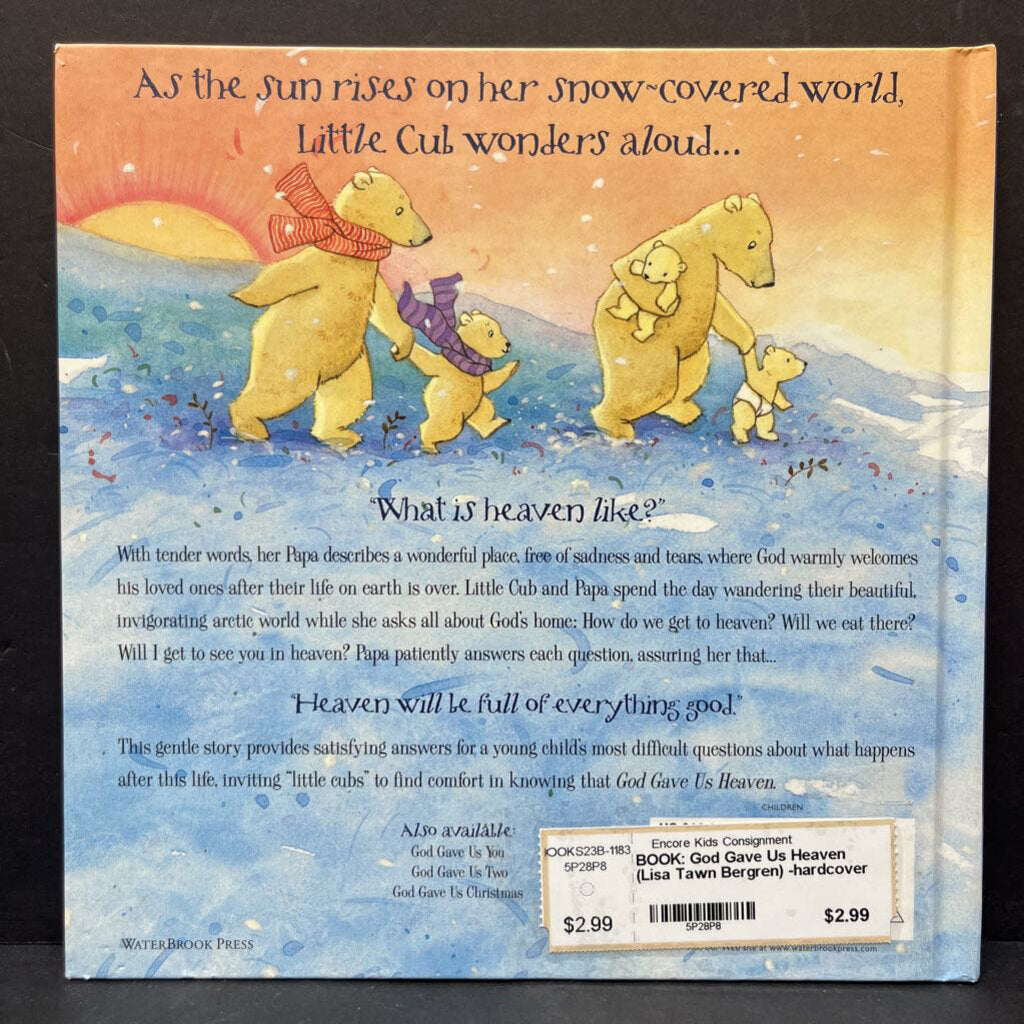 As the sun rises on her snow~covered world,
Little Cub wonders aloud...
"What is heaven like?"
With tender words, her Papa describes a wonderful place, free of sadness and tears, where God warmly welcomes
his loved ones after their life on earth is over. Little Cub and Papa spend the day wandering their beautiful,
invigorating arctic world while she asks all about God's home: How do we get to heaven? Will we eat there?
Will I get to see you in heaven? Papa patiently answers each question, assuring her that...
"Heaven will be full of everything good."
This gentle story provides satisfying answers for a young child's most difficult questions about what happens
after this life, inviting "little cubs" to find comfort in knowing that God Gave Us Heaven.
CHILDREN
Also available:
God Gave Us You
God Gave Us Two
God Gave Us Christmas
WATERBROOK PRESS
OOKS23B-1183
5P28P8
$2.99
Encore Kids Consignment
BOOK: God Gave Us Heaven
(Lisa Tawn Bergren) -hardcover
5P28P8
$2.99
site at www.waterbrookpress.com